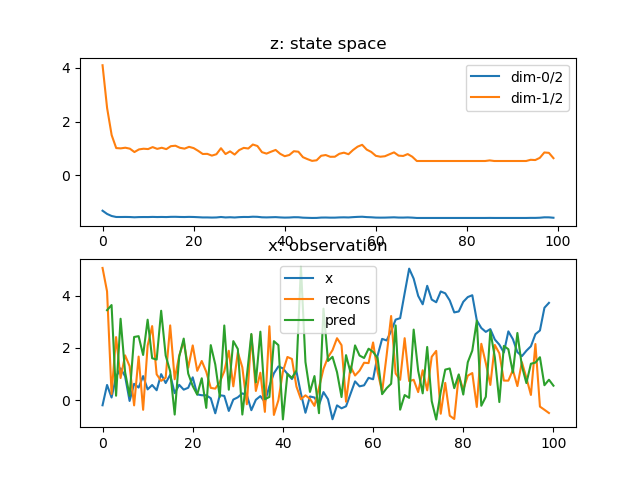 z: state space
4
2
0
dim-0/2
dim-1/2
0 20 40 60 80 100
x: observation
4
2
0
x
recons
pred
0 20 40 60 80 100